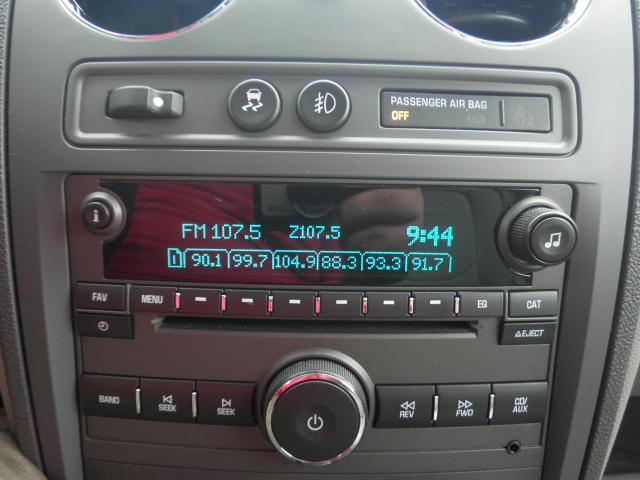 PASSENGER AIR BAG
OFF
FM 107.5 Z107.5 9:44
1 90.1 99.7 104.9 88.3 93.3 91.7
FAV MENU EQ CAT
EJECT
BAND SEEK SEEK REV FWD CD/AUX